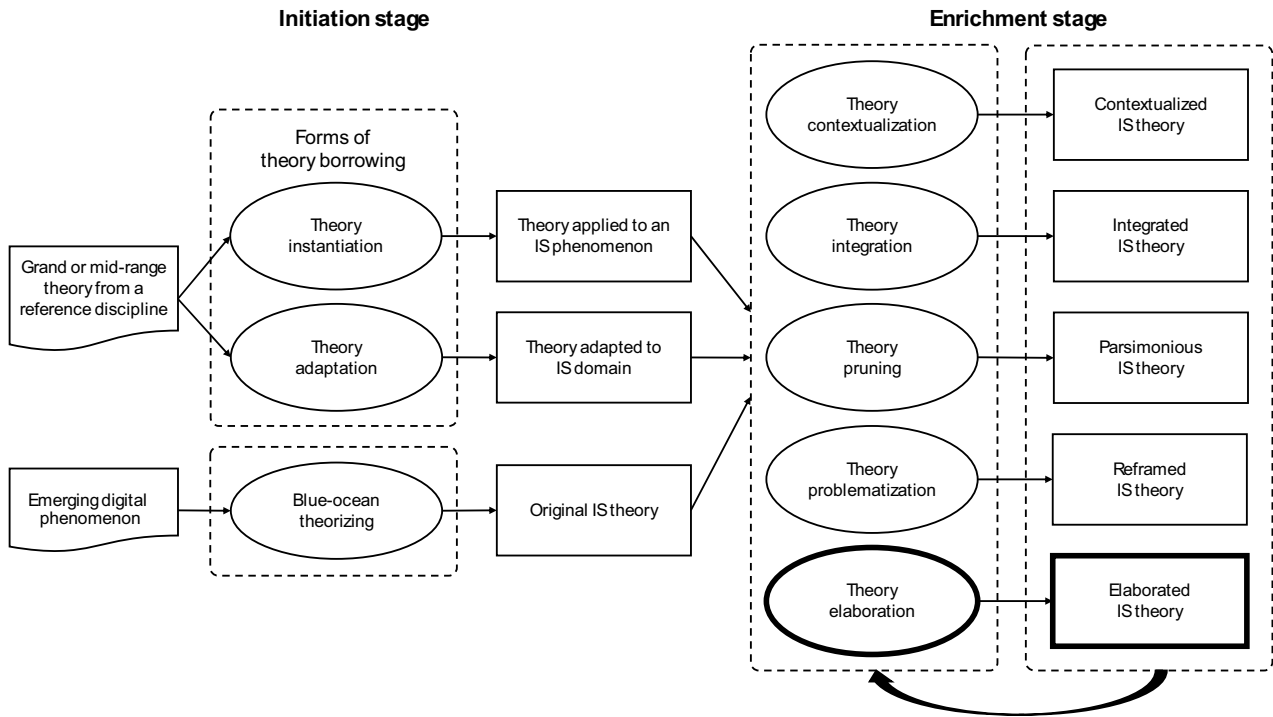 Initiation stage
Enrichment stage
Forms of
theory borrowing
Grand or mid-range
theory from a
reference discipline
Theory
instantiation
Theory applied to an
IS phenomenon
Theory
adaptation
Theory adapted to
IS domain
Emerging digital
phenomenon
Blue-ocean
theorizing
Original IS theory
Theory
contextualization
Contextualized
IS theory
Theory
integration
Integrated
IS theory
Theory
pruning
Parsimonious
IS theory
Theory
problematization
Reframed
IS theory
Theory
elaboration
Elaborated
IS theory